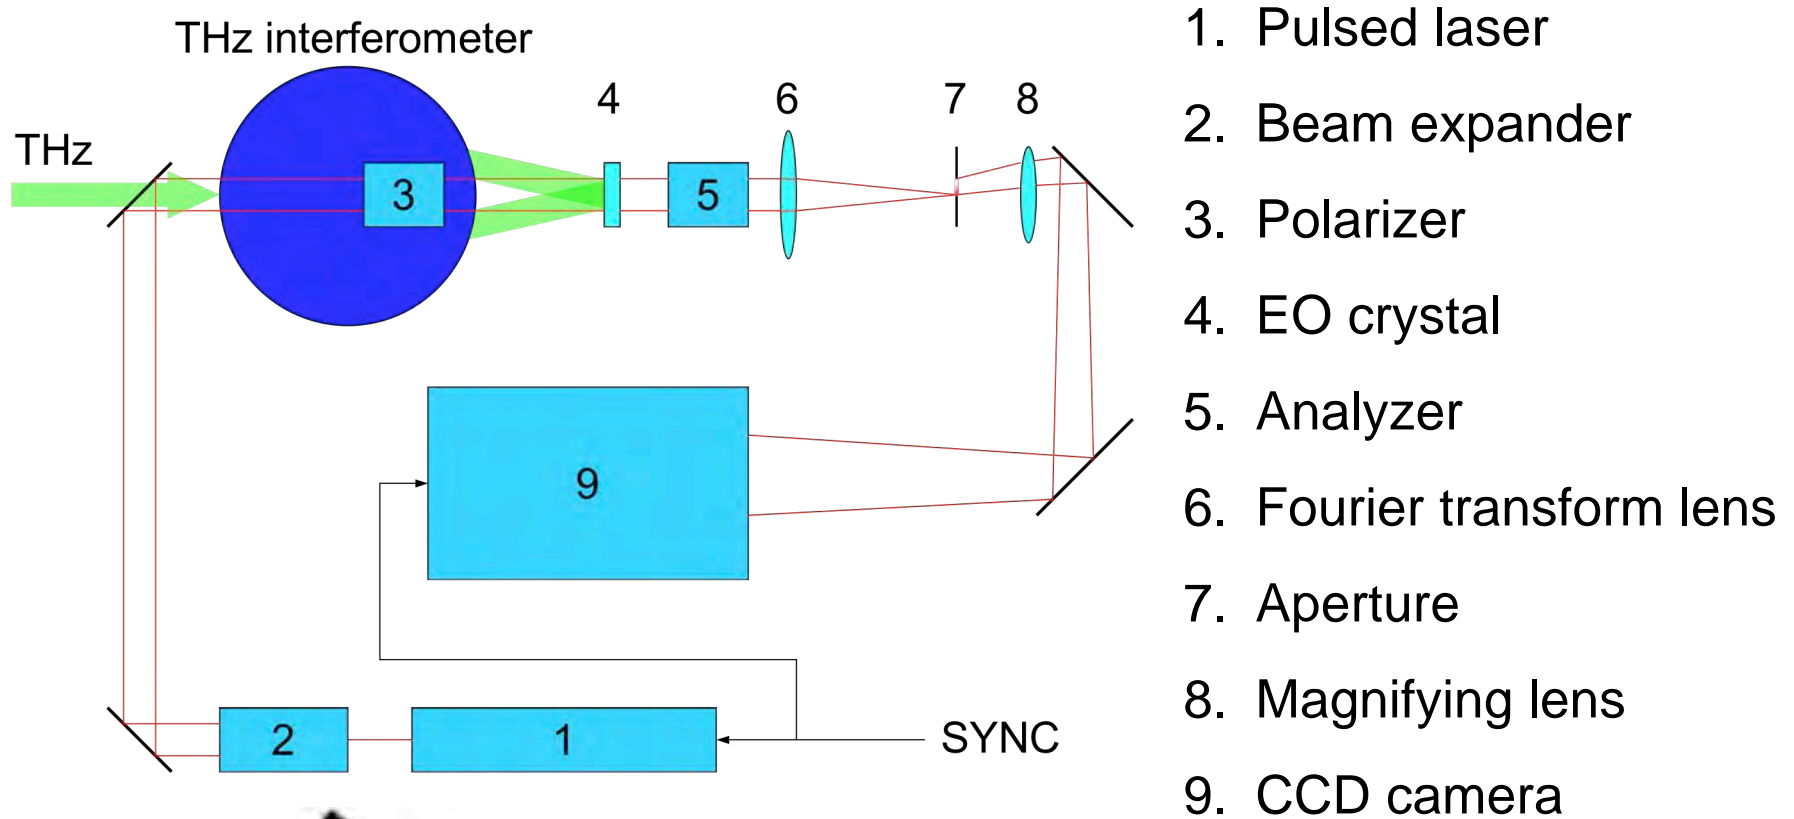 THz interferometer
THz
4
6
7
8
3
5
9
2
1
SYNC
1. Pulsed laser
2. Beam expander
3. Polarizer
4. EO crystal
5. Analyzer
6. Fourier transform lens
7. Aperture
8. Magnifying lens
9. CCD camera